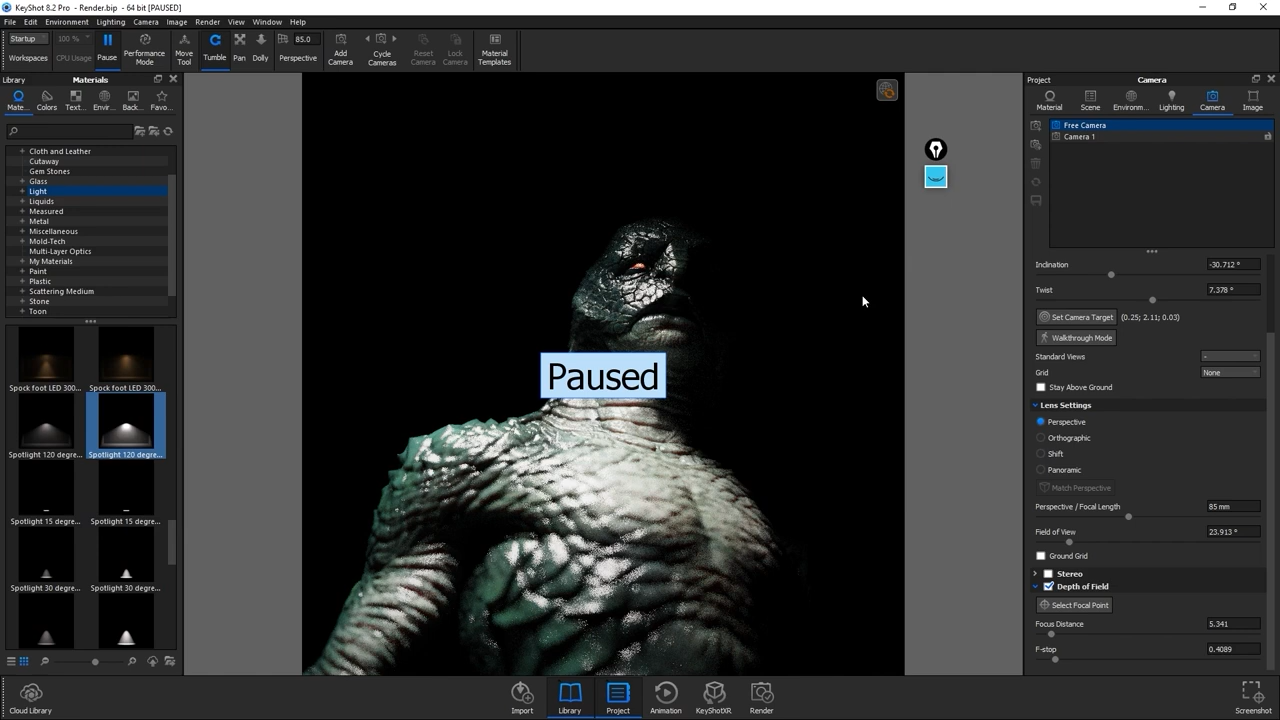 KeyShot 8.2 Pro - Render.bip - 64 bit [PAUSED]
File Edit Environment Lighting Camera Image Render View Window Help
Startup 100 % 85.0
Workspaces CPU Usage Pause Performance Mode Move Tool Tumble Pan Dolly Perspective Add Camera Cycle Cameras Reset Camera Lock Camera Material Templates
Library Materials
Mate... Colors Text... Envir... Back... Favo...
Cloth and Leather
Cutaway
Gem Stones
Glass
Light
Liquids
Measured
Metal
Miscellaneous
Mold-Tech
Multi-Layer Optics
My Materials
Paint
Plastic
Scattering Medium
Stone
Toon
Spock foot LED 300... Spock foot LED 300...
Spotlight 120 degre... Spotlight 120 degre...
Spotlight 15 degre... Spotlight 15 degre...
Spotlight 30 degre... Spotlight 30 degre...
Paused
Project Camera
Material Scene Environm... Lighting Camera Image
Free Camera
Camera 1
Inclination -30.712 °
Twist 7.378 °
Set Camera Target (0.25; 2.11; 0.03)
Walkthrough Mode
Standard Views -
Grid None
Stay Above Ground
Lens Settings
Perspective
Orthographic
Shift
Panoramic
Match Perspective
Perspective / Focal Length 85 mm
Field of View 23.913 °
Ground Grid
Stereo
Depth of Field
Select Focal Point
Focus Distance 5.341
F-stop 0.4089
Cloud Library Import Library Project Animation KeyShotXR Render Screenshot